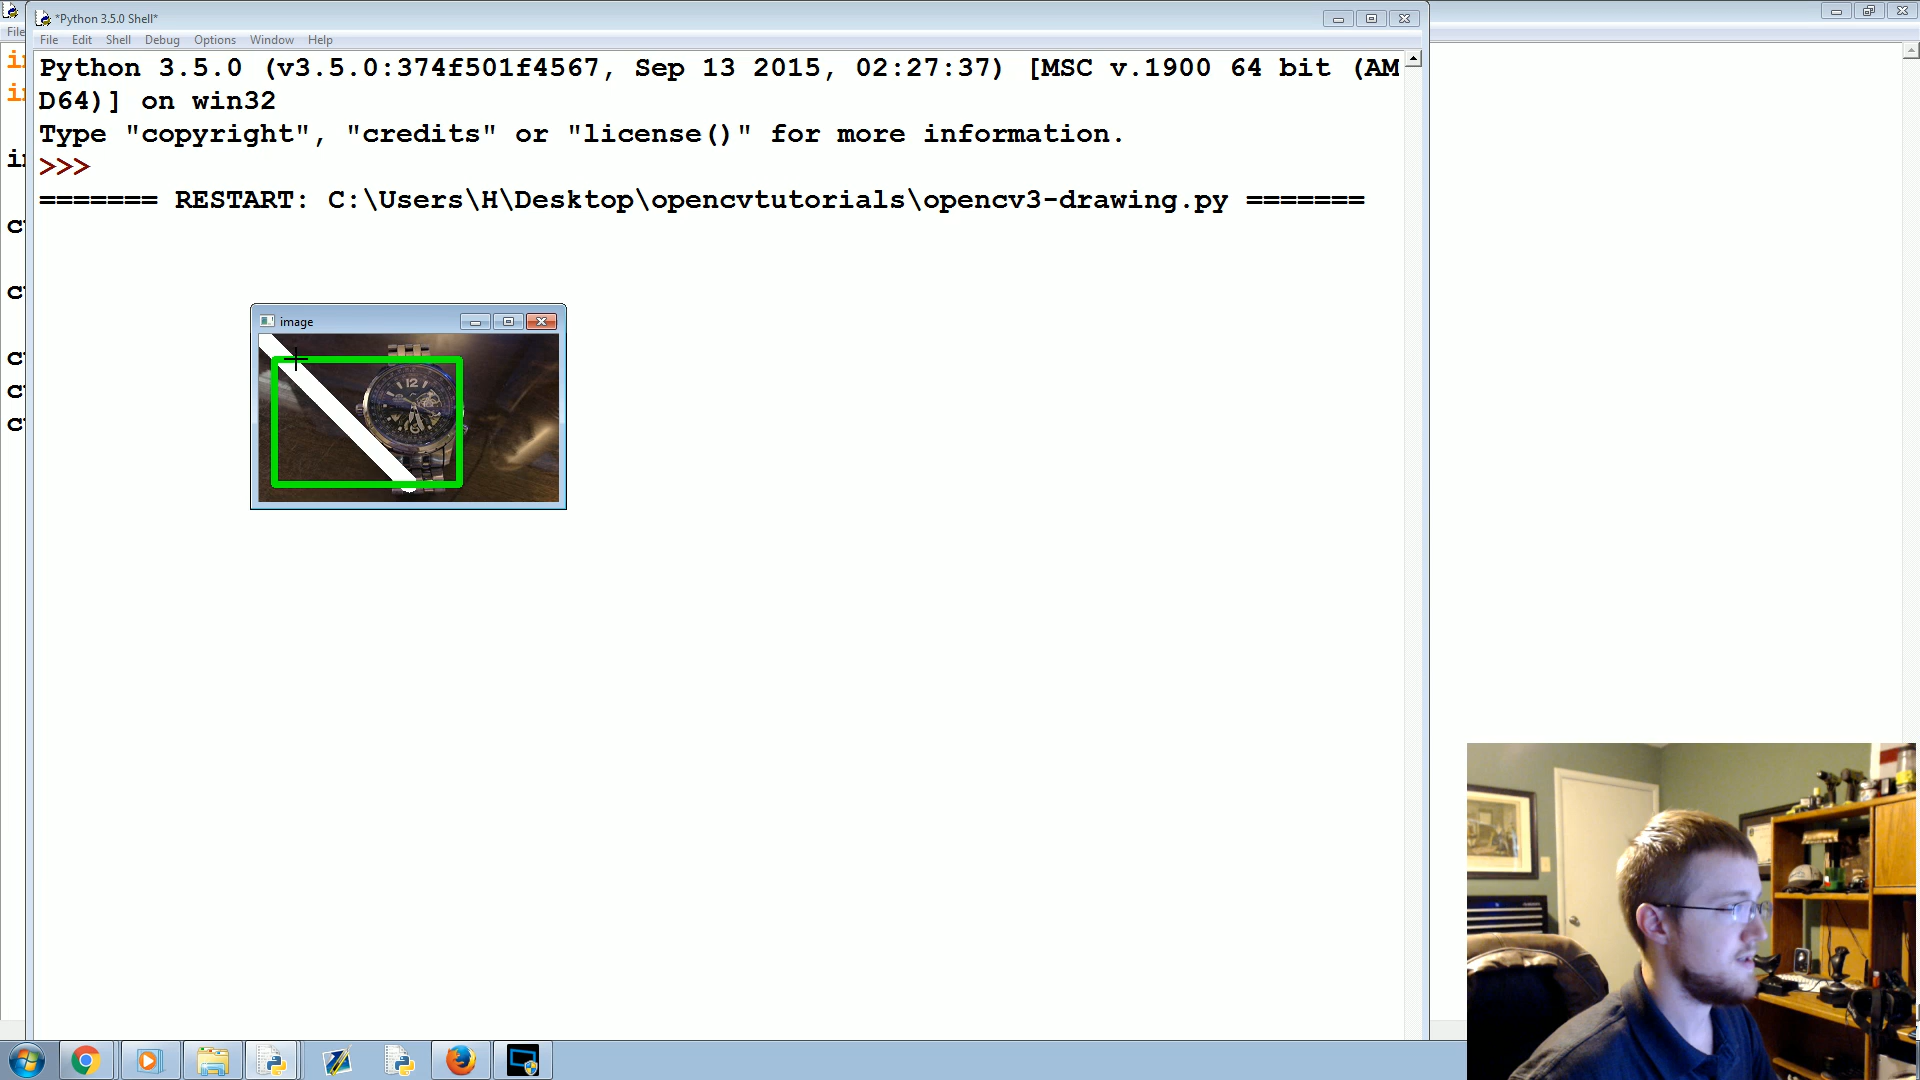 *Python 3.5.0 Shell*
File
File Edit Shell Debug Options Window Help
Python 3.5.0 (v3.5.0:374f501f4567, Sep 13 2015, 02:27:37) [MSC v.1900 64 bit (AM
D64)] on win32
Type "copyright", "credits" or "license()" for more information.
>>>
======= RESTART: C:\Users\H\Desktop\opencvtutorials\opencv3-drawing.py =======
image
12